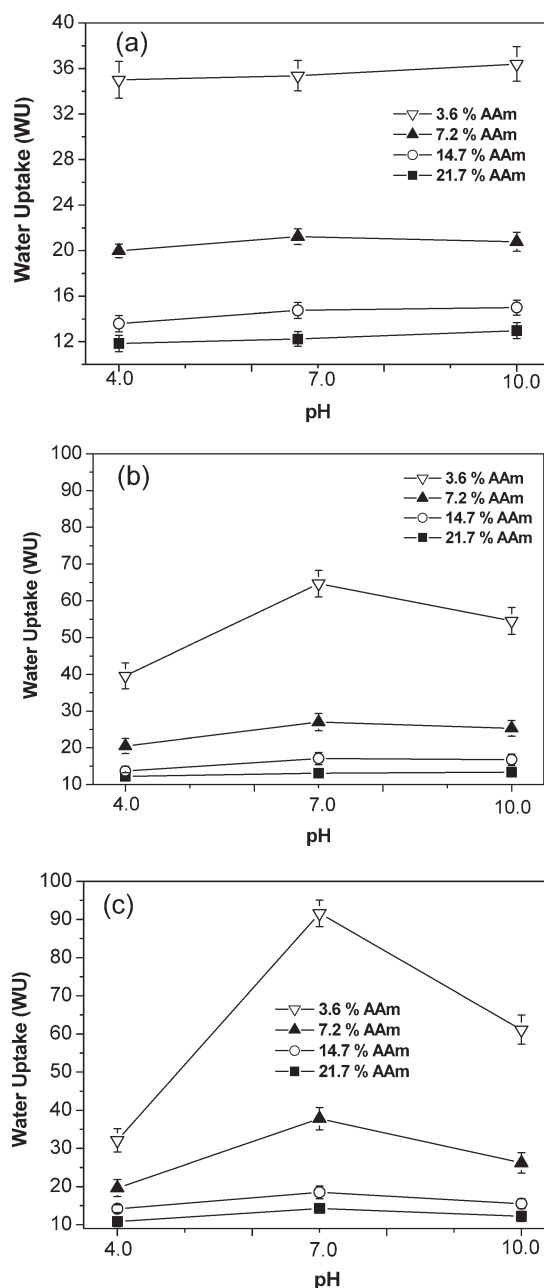 (a)
40
36
32
28
24
20
16
12
Water Uptake (WU)
3.6 % AAm
7.2 % AAm
14.7 % AAm
21.7 % AAm
4.0 7.0 10.0
pH
(b)
100
90
80
70
60
50
40
30
20
10
Water Uptake (WU)
3.6 % AAm
7.2 % AAm
14.7 % AAm
21.7 % AAm
4.0 7.0 10.0
pH
(c)
100
90
80
70
60
50
40
30
20
10
Water Uptake (WU)
3.6 % AAm
7.2 % AAm
14.7 % AAm
21.7 % AAm
4.0 7.0 10.0
pH